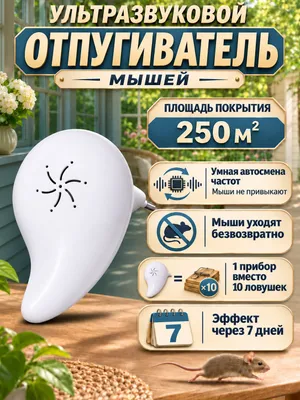 УЛЬТРАЗВУКОВОЙ
ОТПУГИВАТЕЛЬ
МЫШЕЙ
ПЛОЩАДЬ ПОКРЫТИЯ
250 м²
Умная автосмена
частот
Мыши не привыкают
Мыши уходят
безвозвратно
=
×10
1 прибор
вместо
10 ловушек
7
Эффект
через 7 дней